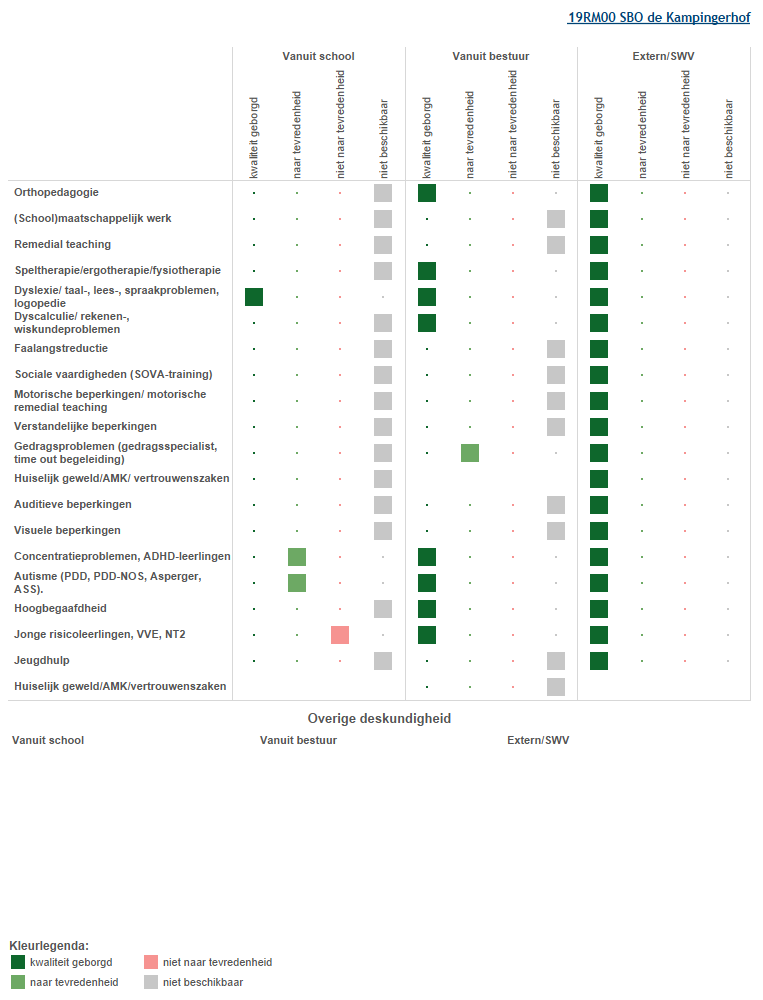 19RM00 SBO de Kampingerhof
Vanuit school
Vanuit bestuur
Extern/SWV
kwaliteit geborgd
naar tevredenheid
niet naar tevredenheid
niet beschikbaar
kwaliteit geborgd
naar tevredenheid
niet naar tevredenheid
niet beschikbaar
kwaliteit geborgd
naar tevredenheid
niet naar tevredenheid
niet beschikbaar
Orthopedagogie
(School)maatschappelijk werk
Remedial teaching
Speltherapie/ergotherapie/fysiotherapie
Dyslexie/ taal-, lees-, spraakproblemen,
logopedie
Dyscalculie/ rekenen-,
wiskundeproblemen
Faalangstreductie
Sociale vaardigheden (SOVA-training)
Motorische beperkingen/ motorische
remedial teaching
Verstandelijke beperkingen
Gedragsproblemen (gedragsspecialist,
time out begeleiding)
Huiselijk geweld/AMK/ vertrouwenszaken
Auditieve beperkingen
Visuele beperkingen
Concentratieproblemen, ADHD-leerlingen
Autisme (PDD, PDD-NOS, Asperger,
ASS).
Hoogbegaafdheid
Jonge risicoleerlingen, VVE, NT2
Jeugdhulp
Huiselijk geweld/AMK/vertrouwenszaken
Overige deskundigheid
Vanuit school
Vanuit bestuur
Extern/SWV
Kleurlegenda:
kwaliteit geborgd
niet naar tevredenheid
naar tevredenheid
niet beschikbaar